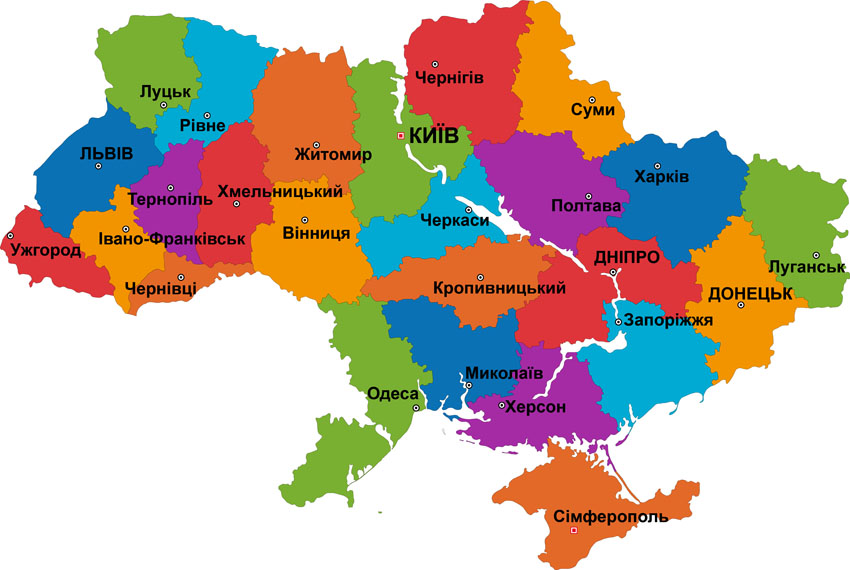 Чернігів
Луцьк
Суми
Рівне
КИЇВ
ЛЬВІВ
Житомир
Харків
Тернопіль
Хмельницький
Полтава
Черкаси
Вінниця
Івано-Франківськ
Ужгород
ДНІПРО
Луганськ
Чернівці
Кропивницький
ДОНЕЦЬК
Запоріжжя
Миколаїв
Одеса
Херсон
Сімферополь